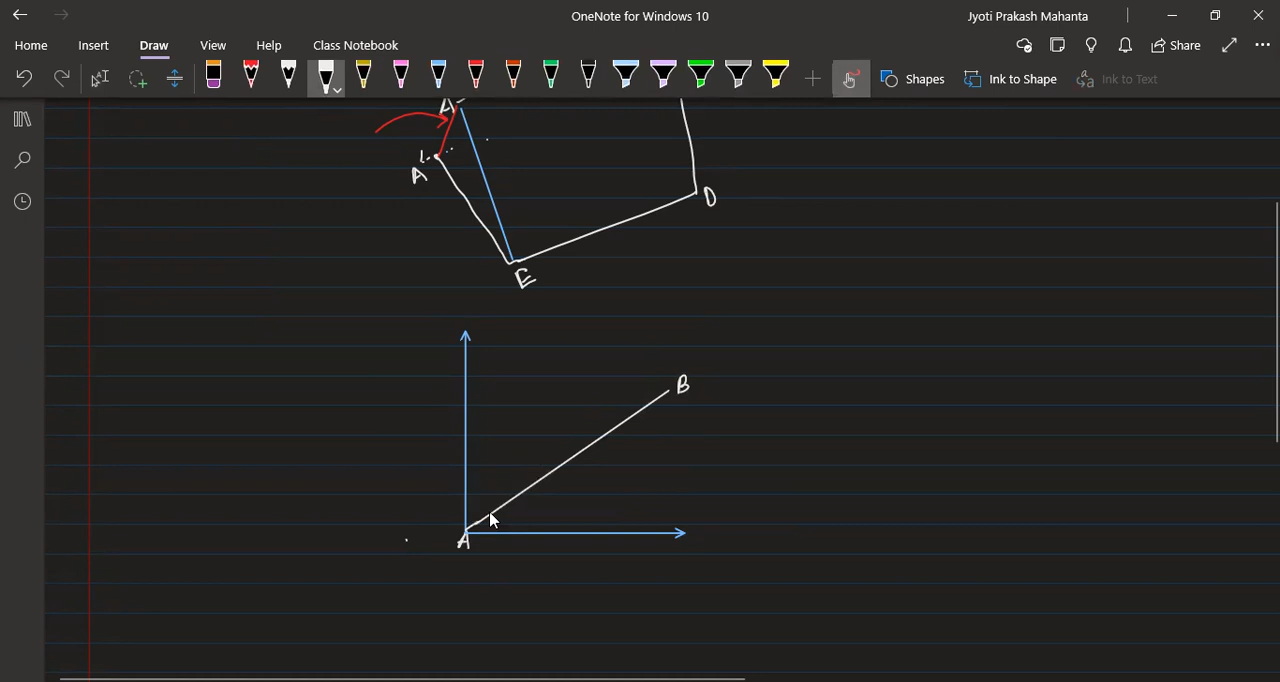 OneNote for Windows 10
Jyoti Prakash Mahanta
Home Insert Draw View Help Class Notebook
Share
Shapes
Ink to Shape
Ink to Text
A
A
D
E
B
A